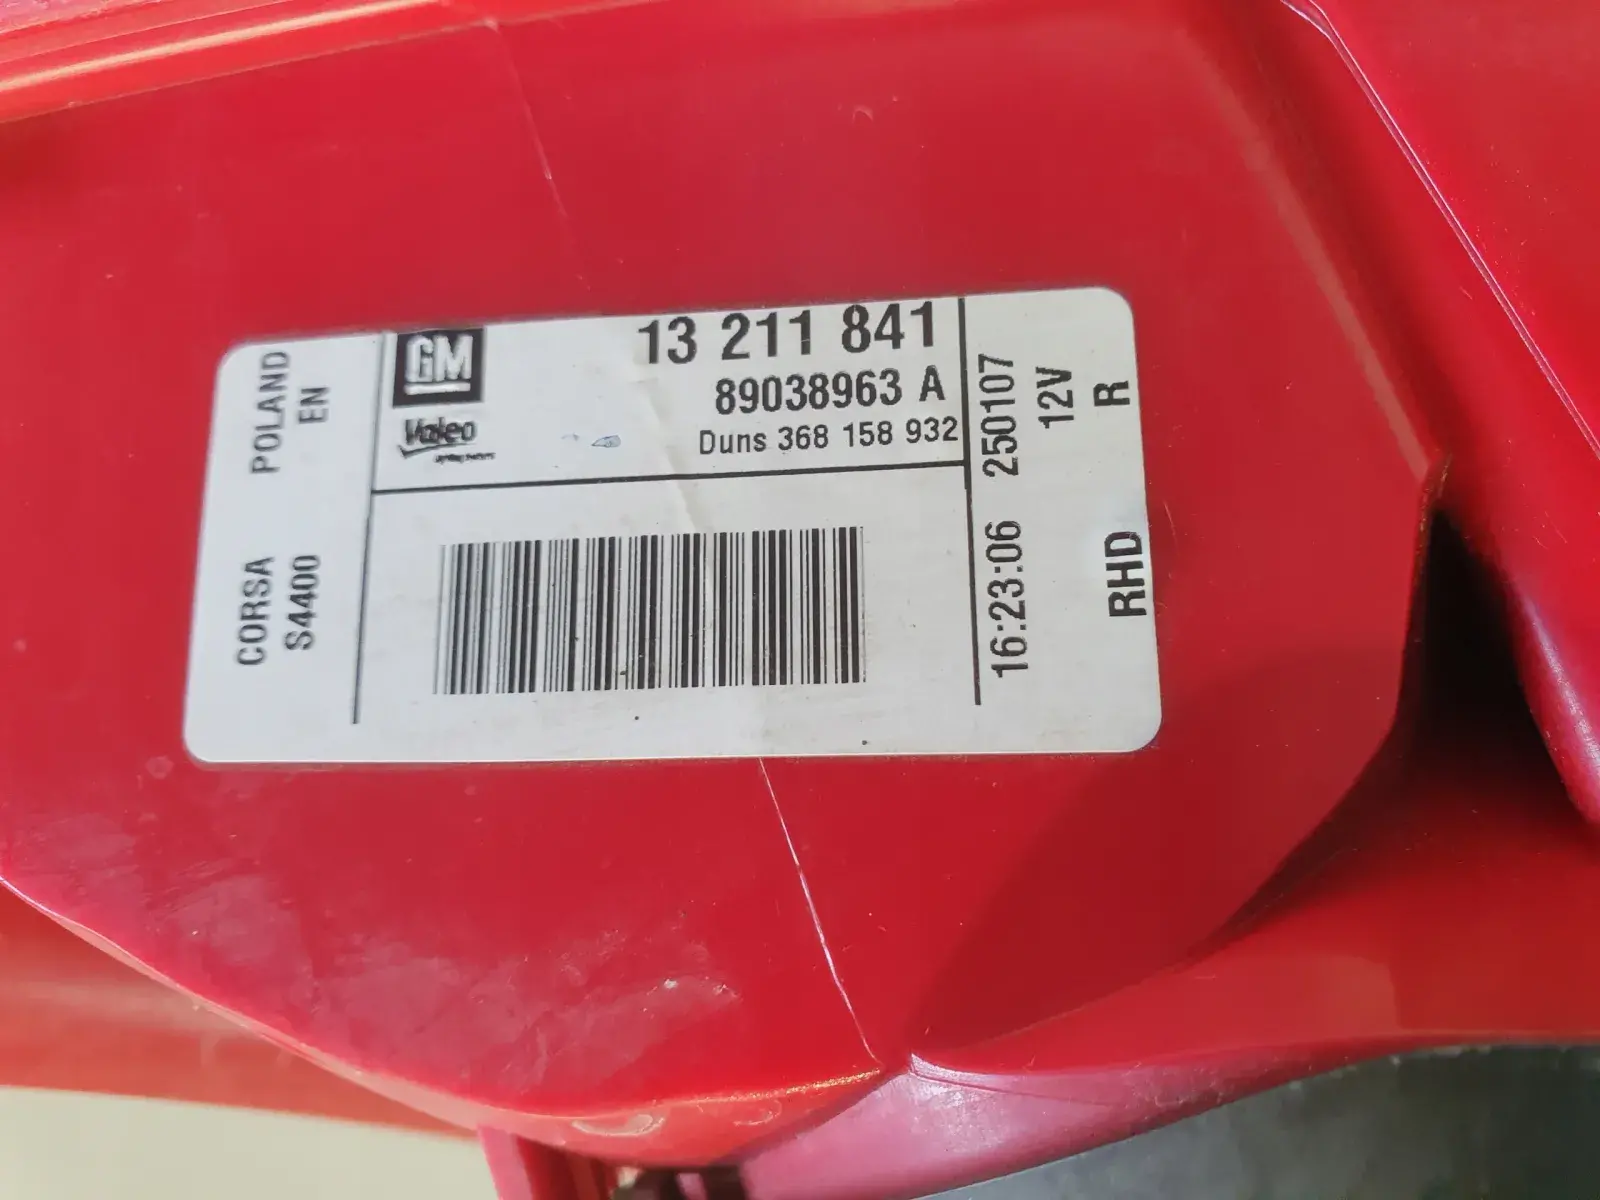 GM
Valeo
13 211 841
89038963 A
Duns 368 158 932
CORSA POLAND
S4400 EN
16:23:06 250107
12V
RHD R